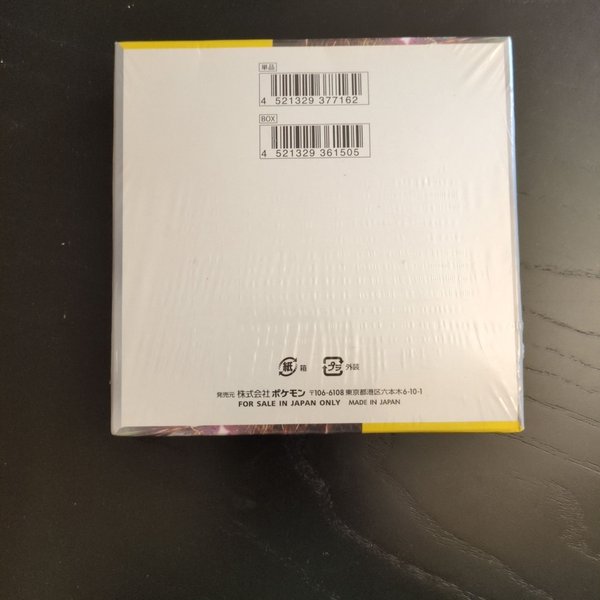 単品
4 521329 377162
BOX
4 521329 361505
紙 箱 プラ 外装
発売元 株式会社ポケモン 〒106-6108 東京都港区六本木6-10-1
FOR SALE IN JAPAN ONLY MADE IN JAPAN